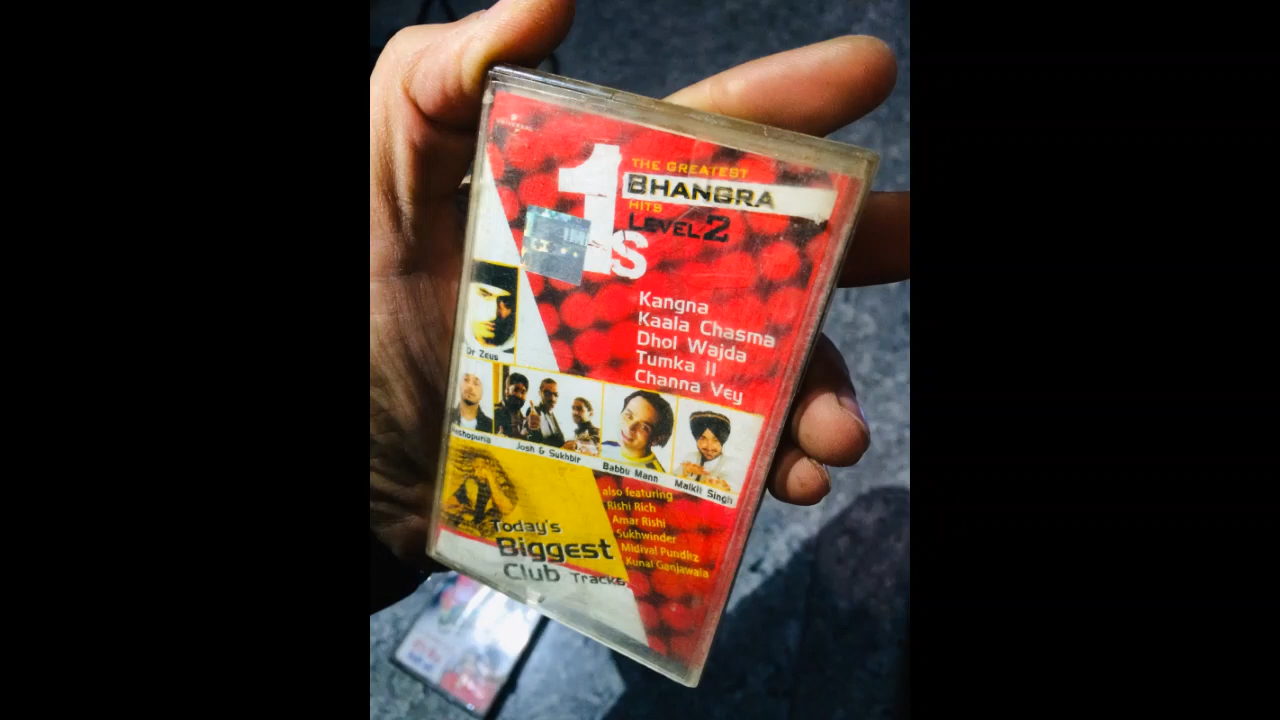 1s
THE GREATEST
BHANGRA
HITS
LEVEL 2
Kangna
Kaala Chasma
Dhol Wajda
Tumka II
Channa Vey
Dr Zeus
Josh & Sukhbir
Babbu Mann
Malkit Singh
also featuring
Rishi Rich
Amar Rishi
Sukhwinder
Midival Punditz
Kunal Ganjawala
Today's
Biggest
Club Tracks